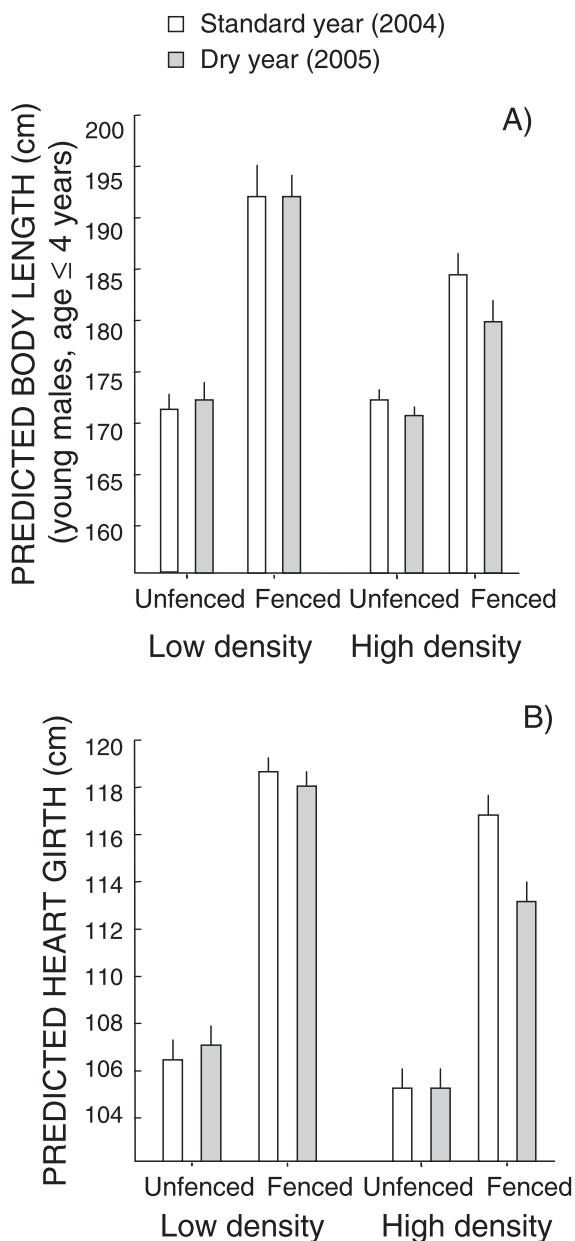 Standard year (2004)
Dry year (2005)
A)
PREDICTED BODY LENGTH (cm)
(young males, age ≤ 4 years)
200
195
190
185
180
175
170
165
160
Unfenced Fenced Unfenced Fenced
Low density High density
B)
PREDICTED HEART GIRTH (cm)
120
118
116
114
112
110
108
106
104
Unfenced Fenced Unfenced Fenced
Low density High density